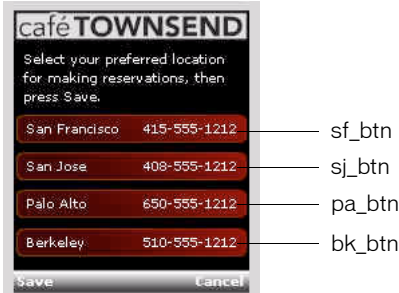 café TOWNSEND
Select your preferred location
for making reservations, then
press Save.
San Francisco 415-555-1212 sf_btn
San Jose 408-555-1212 sj_btn
Palo Alto 650-555-1212 pa_btn
Berkeley 510-555-1212 bk_btn
Save Cancel